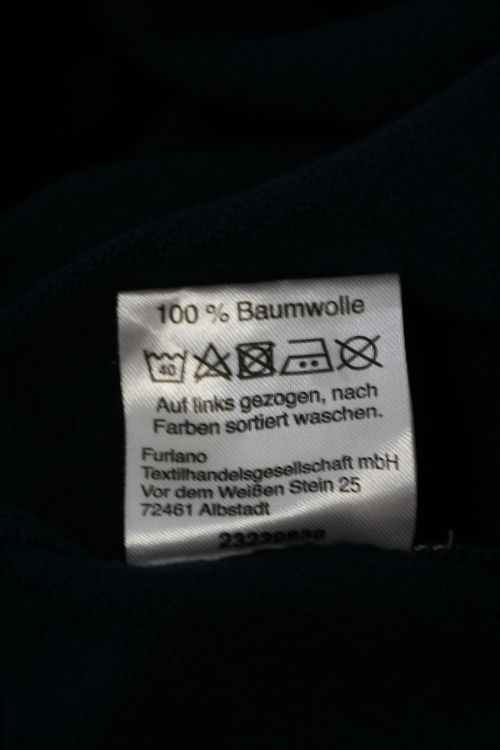 100 % Baumwolle
40
Auf links gezogen, nach
Farben sortiert waschen.
Furlano
Textilhandelsgesellschaft mbH
Vor dem Weißen Stein 25
72461 Albstadt